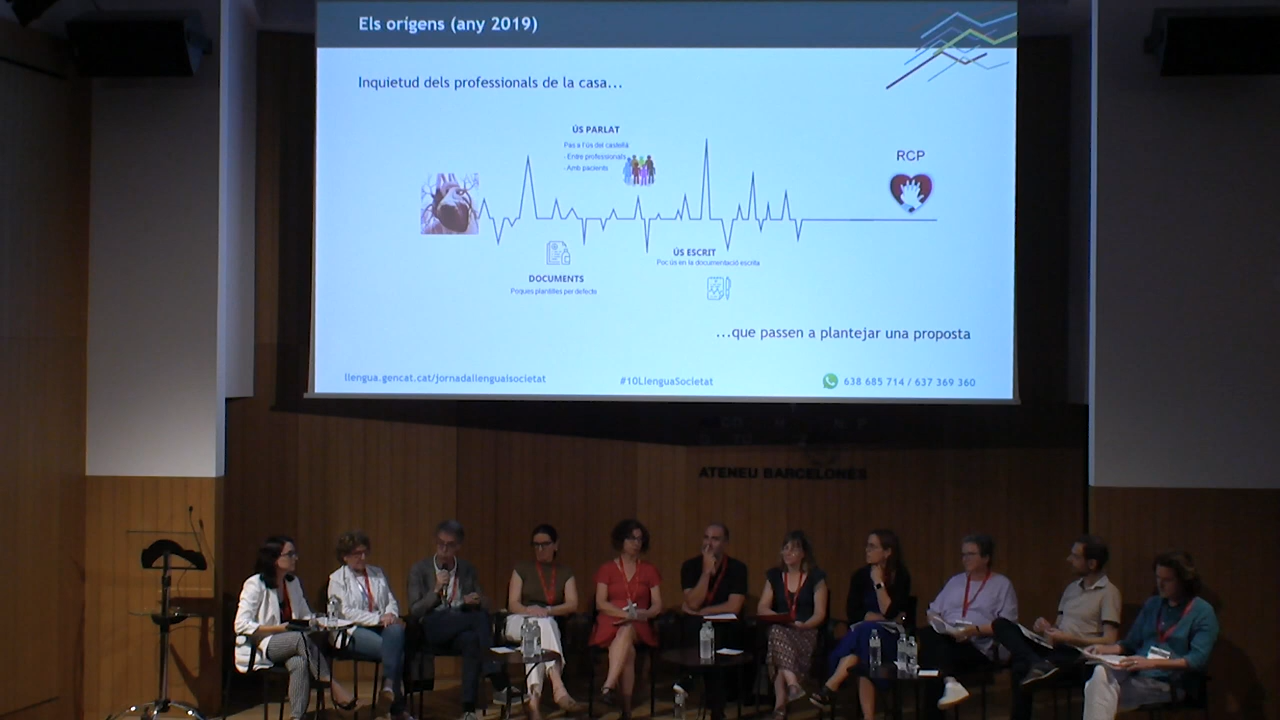 Els orígens (any 2019)
Inquietud dels professionals de la casa...
ÚS PARLAT
Pas a l'ús del castellà
- Entre professionals
- Amb pacients
RCP
ÚS ESCRIT
Poc ús en la documentació escrita
DOCUMENTS
Poques plantilles per defecte
...que passen a plantejar una proposta
llengua.gencat.cat/jornadallenguaisocietat
#10LlenguaSocietat
638 685 714 / 637 369 360
ATENEU BARCELONÈS